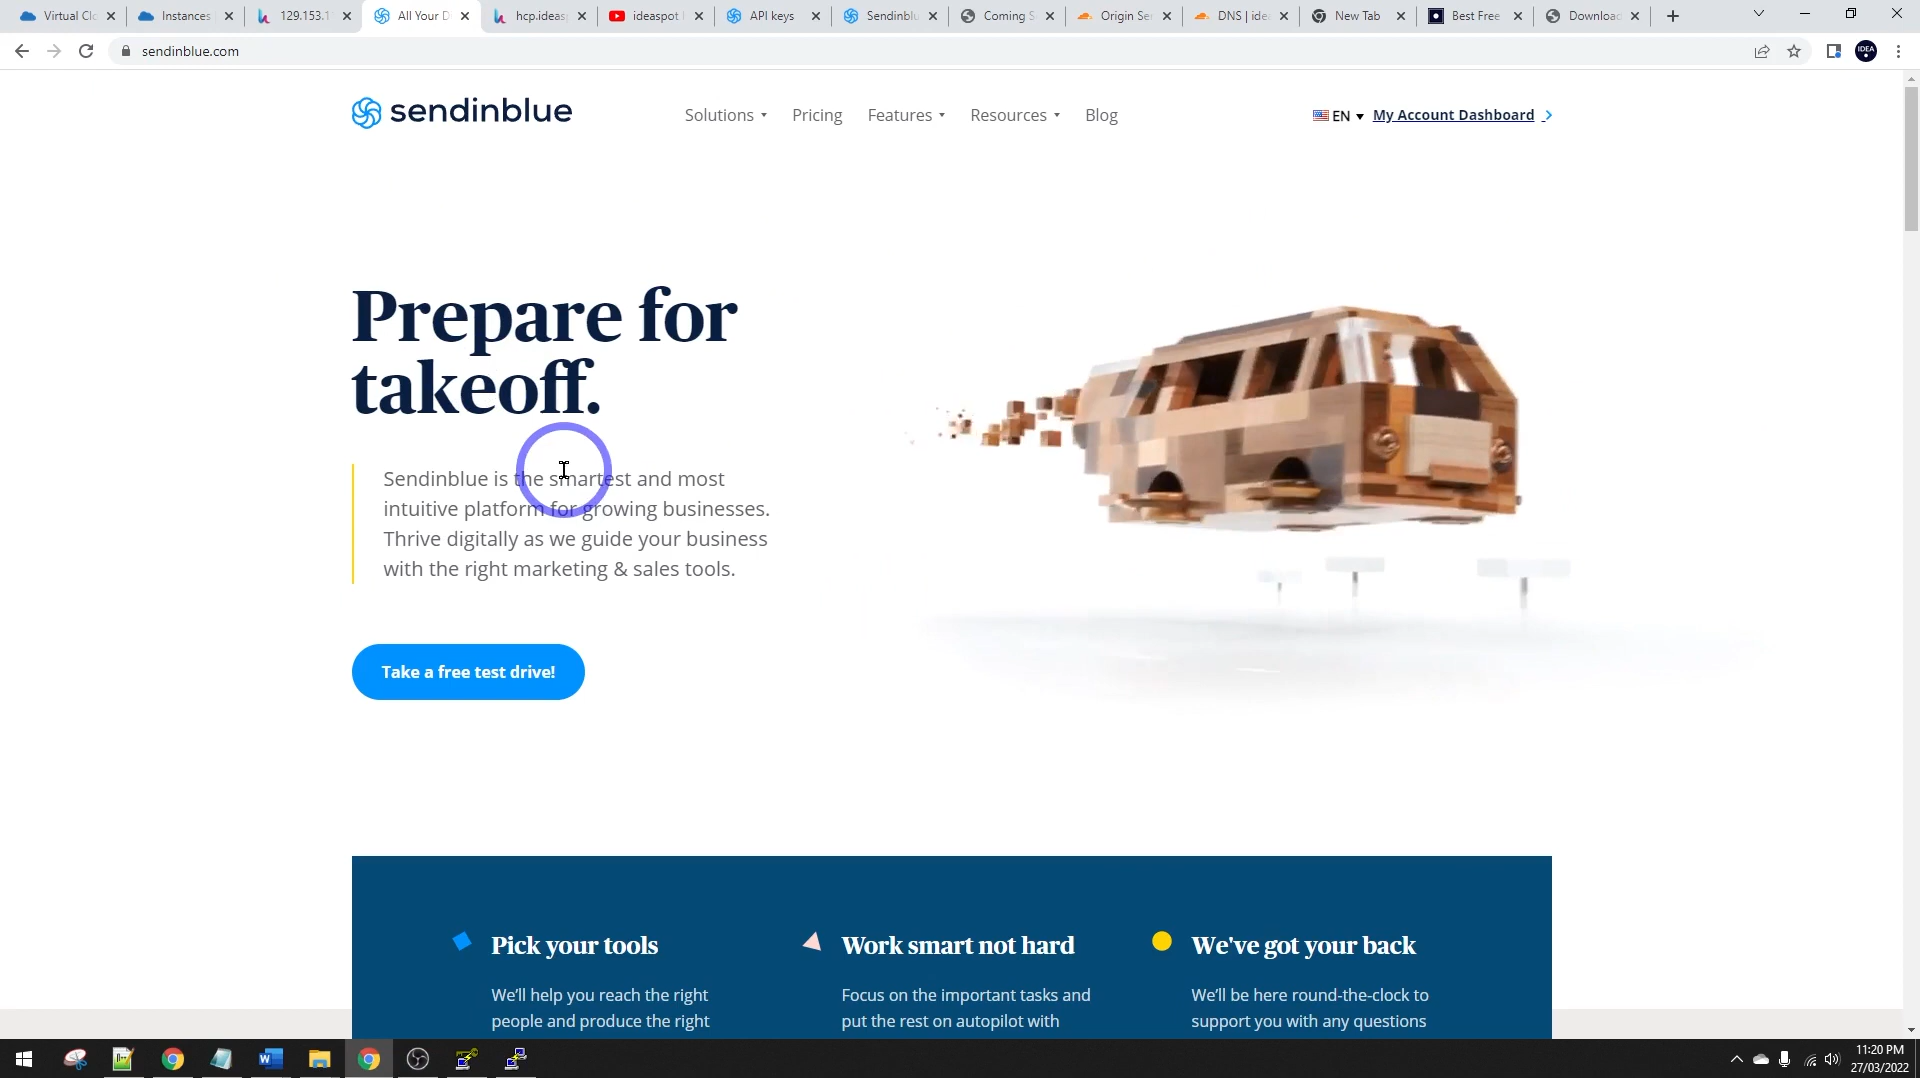 Virtual Clo
Instances
129.153.1
All Your D
hcp.ideas
ideaspot
API keys
Sendinblu
Coming S
Origin Se
DNS | ide
New Tab
Best Free
Download
sendinblue.com
IDEA
sendinblue
Solutions
Pricing
Features
Resources
Blog
EN
My Account Dashboard
Prepare for
takeoff.
Sendinblue is the smartest and most
intuitive platform for growing businesses.
Thrive digitally as we guide your business
with the right marketing & sales tools.
Take a free test drive!
Pick your tools
We'll help you reach the right
people and produce the right
Work smart not hard
Focus on the important tasks and
put the rest on autopilot with
We've got your back
We'll be here round-the-clock to
support you with any questions
11:20 PM
27/03/2022